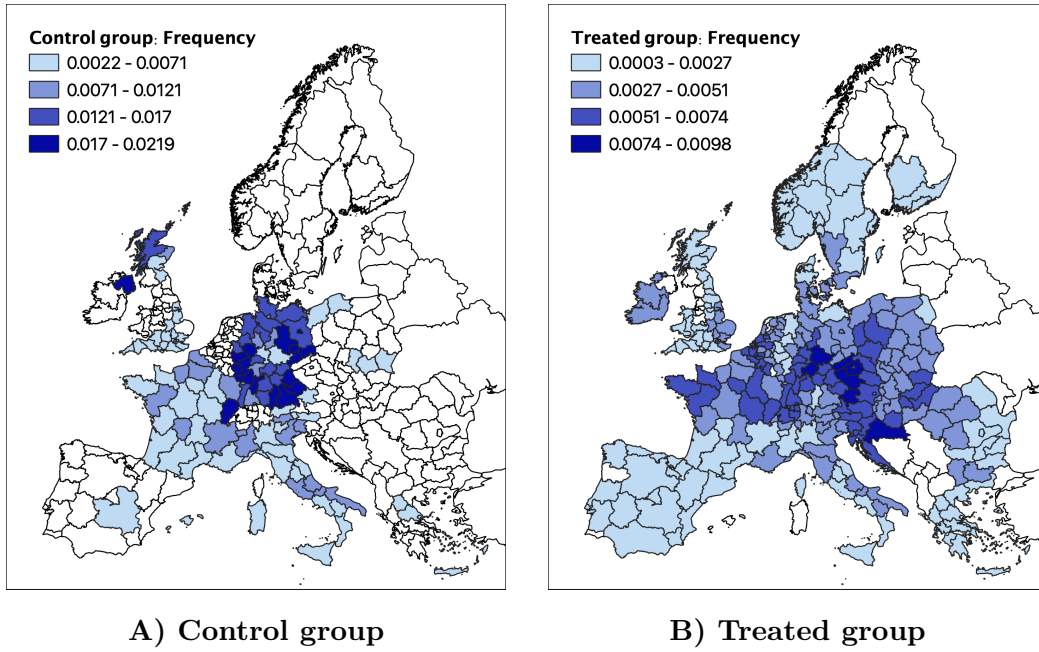 Control group: Frequency
0.0022 - 0.0071
0.0071 - 0.0121
0.0121 - 0.017
0.017 - 0.0219
Treated group: Frequency
0.0003 - 0.0027
0.0027 - 0.0051
0.0051 - 0.0074
0.0074 - 0.0098
A) Control group
B) Treated group